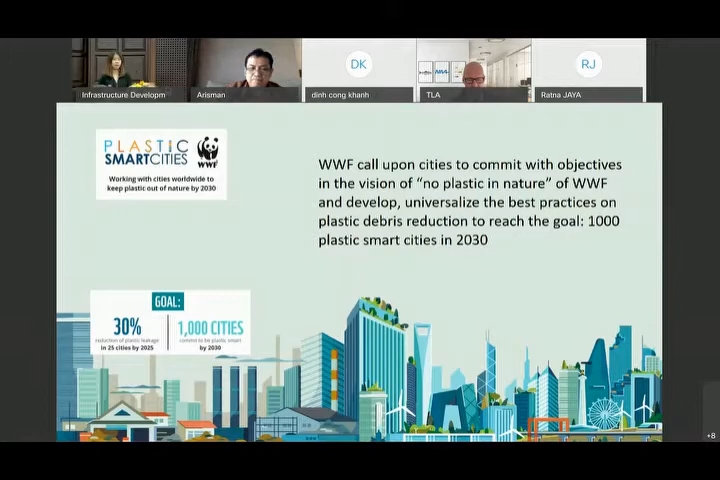 DK
RJ
Infrastructure Developm
Arisman
dinh cong khanh
TLA
Ratna JAYA
PLASTIC
SMARTCITIES
WWF
Working with cities worldwide to
keep plastic out of nature by 2030
WWF call upon cities to commit with objectives
in the vision of “no plastic in nature” of WWF
and develop, universalize the best practices on
plastic debris reduction to reach the goal: 1000
plastic smart cities in 2030
GOAL:
30%
reduction of plastic leakage
in 25 cities by 2025
1,000 CITIES
commit to be plastic smart
by 2030
+8